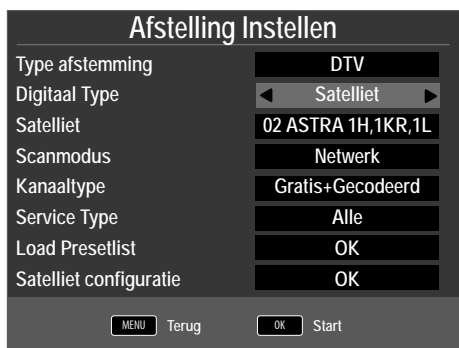 Afstelling Instellen
Type afstemming DTV
Digitaal Type Satelliet
Satelliet 02 ASTRA 1H,1KR,1L
Scanmodus Netwerk
Kanaaltype Gratis+Gecodeerd
Service Type Alle
Load Presetlist OK
Satelliet configuratie OK
MENU Terug OK Start